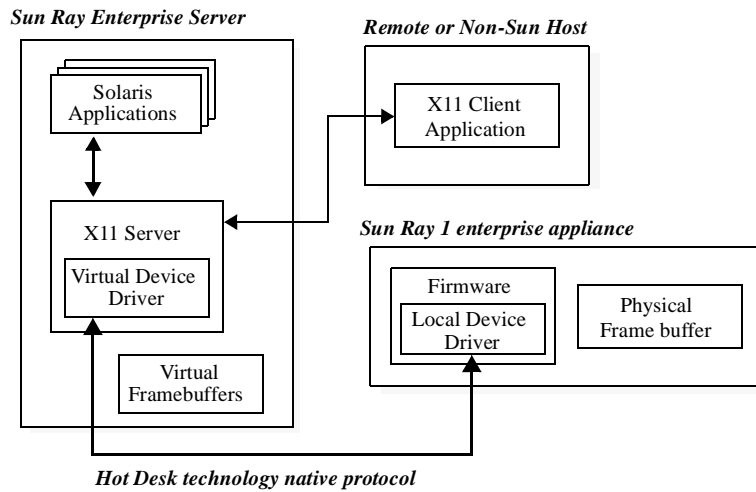 Sun Ray Enterprise Server
Solaris
Applications
X11 Server
Virtual Device
Driver
Virtual
Framebuffers
Remote or Non-Sun Host
X11 Client
Application
Sun Ray 1 enterprise appliance
Firmware
Local Device
Driver
Physical
Frame buffer
Hot Desk technology native protocol